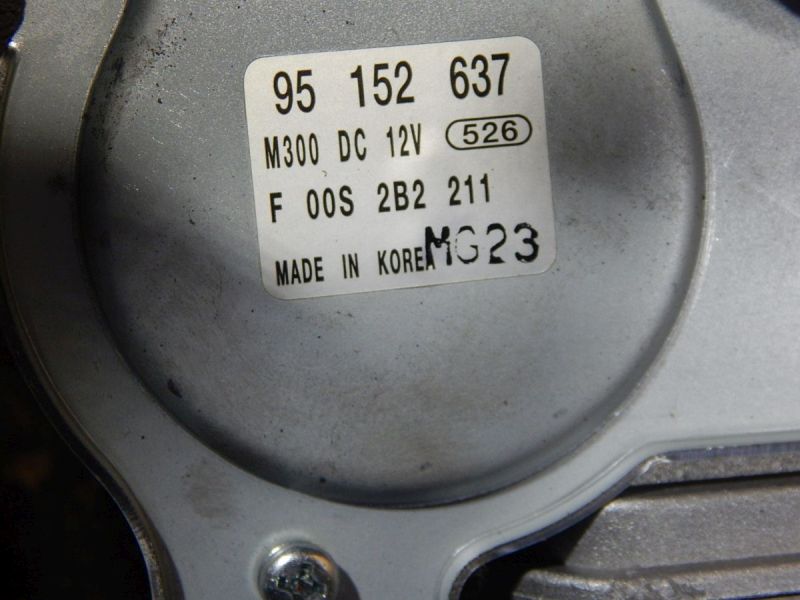 95 152 637
M300 DC 12V 526
F 00S 2B2 211
MADE IN KOREA MG23